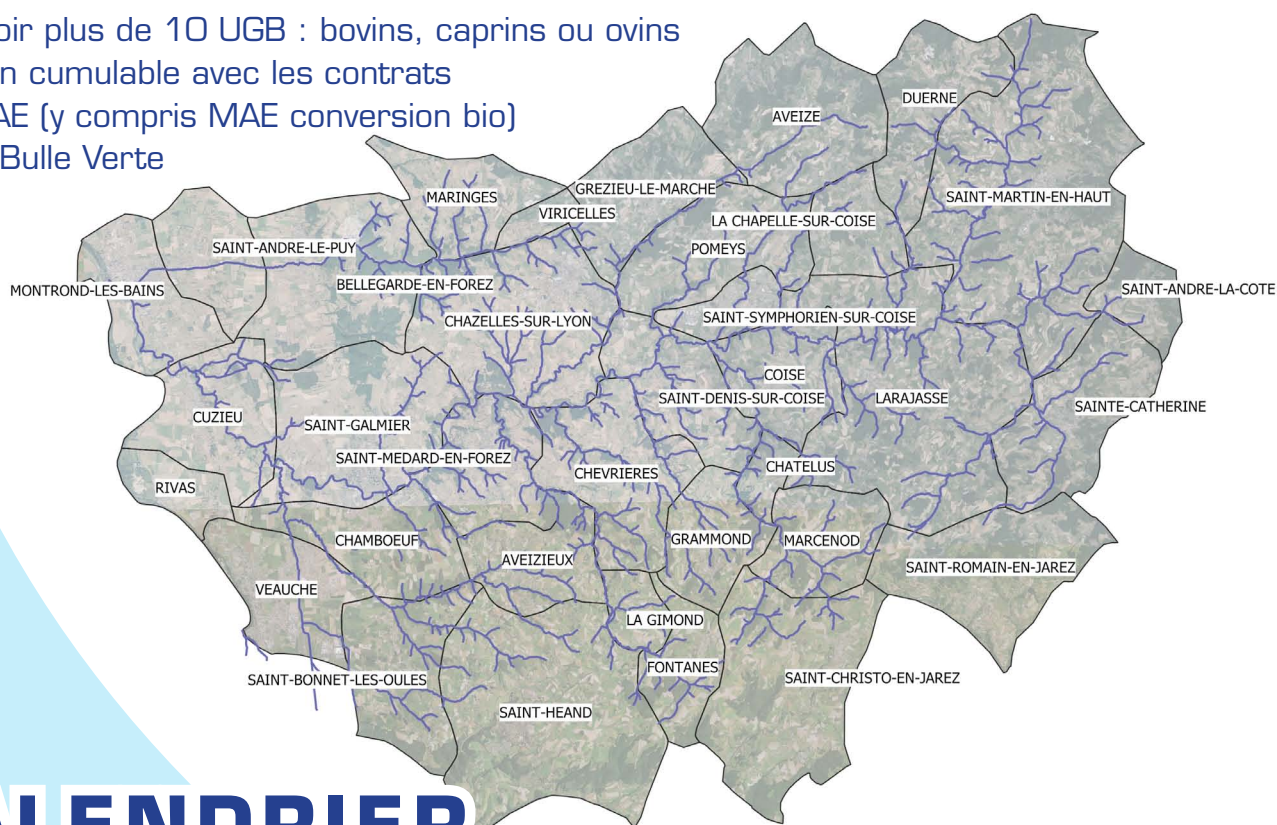 oir plus de 10 UGB : bovins, caprins ou ovins
n cumulable avec les contrats
AE (y compris MAE conversion bio)
Bulle Verte
DUERNE
AVEIZE
GREZIEU-LE-MARCHE
MARINGES
SAINT-MARTIN-EN-HAUT
VIRICELLES
LA CHAPELLE-SUR-COISE
SAINT-ANDRE-LE-PUY
POMEYS
BELLEGARDE-EN-FOREZ
MONTROND-LES-BAINS
SAINT-ANDRE-LA-COTE
SAINT-SYMPHORIEN-SUR-COISE
CHAZELLES-SUR-LYON
COISE
SAINT-DENIS-SUR-COISE
LARAJASSE
SAINTE-CATHERINE
CUZIEU
SAINT-GALMIER
SAINT-MEDARD-EN-FOREZ
CHATELUS
CHEVRIERES
RIVAS
CHAMBOEUF
GRAMMOND
MARCENOD
AVEIZIEUX
SAINT-ROMAIN-EN-JAREZ
VEAUCHE
LA GIMOND
FONTANES
SAINT-BONNET-LES-OULES
SAINT-CHRISTO-EN-JAREZ
SAINT-HEAND
ALENDRIER